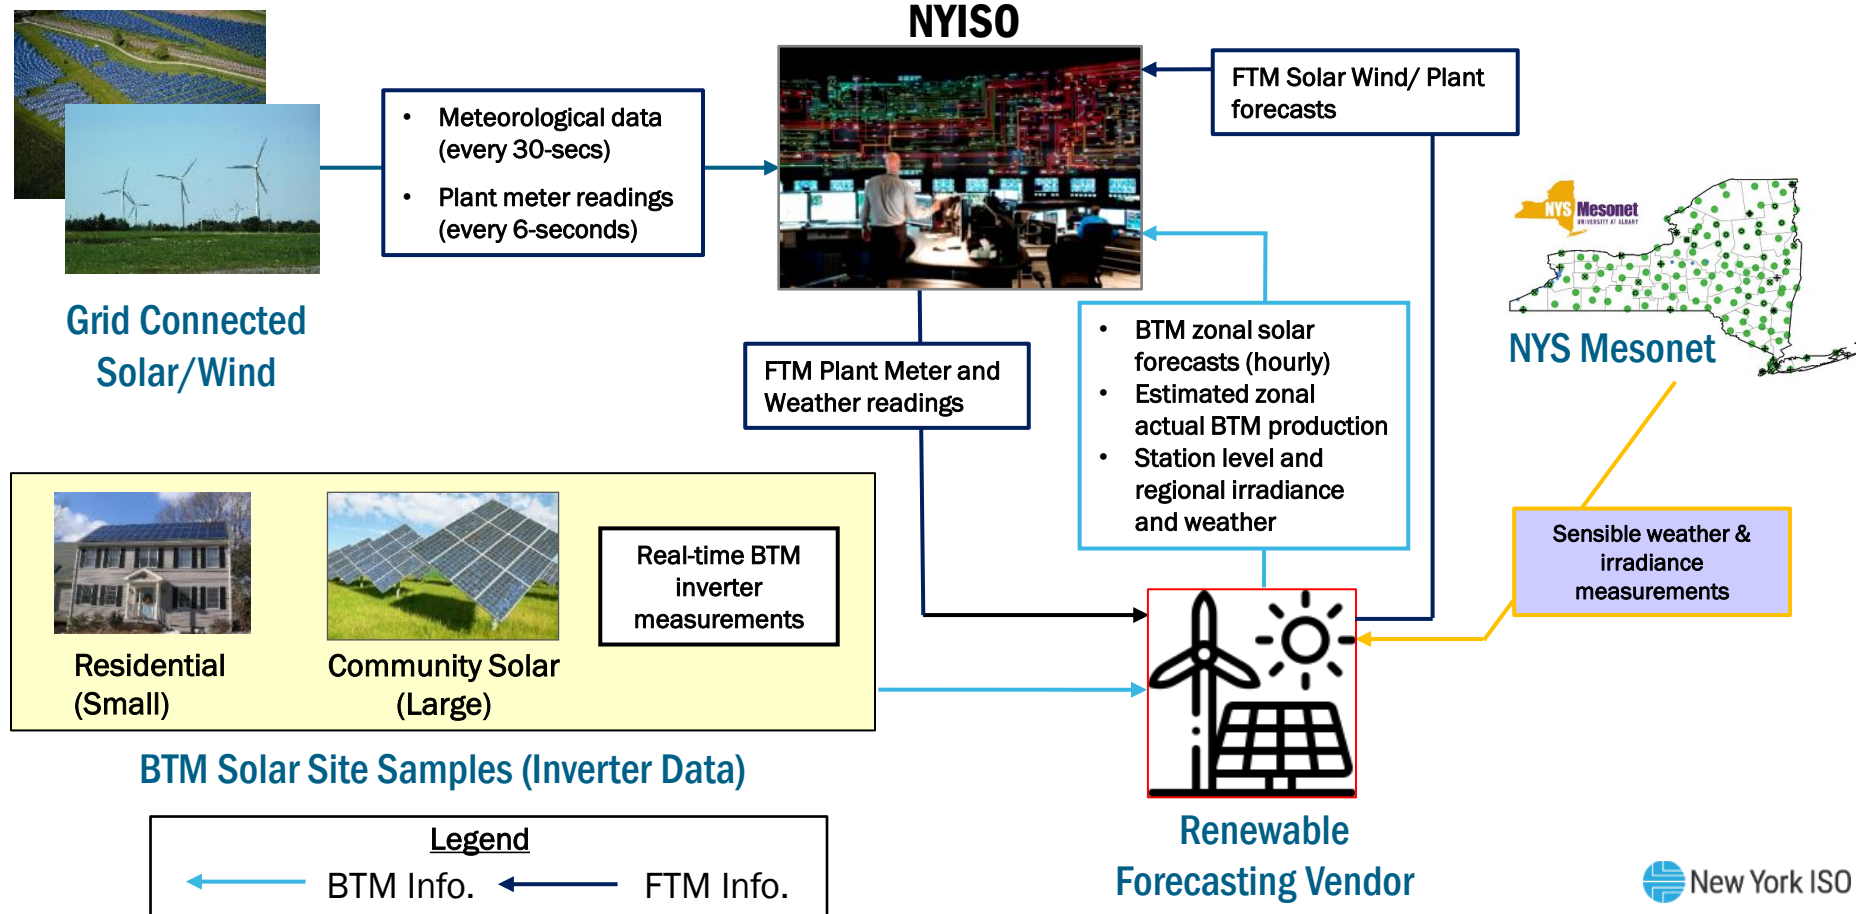 NYISO
Meteorological data
(every 30-secs)
Plant meter readings
(every 6-seconds)
FTM Solar Wind/ Plant
forecasts
NYS Mesonet
UNIVERSITY AT ALBANY
Grid Connected
Solar/Wind
FTM Plant Meter and
Weather readings
BTM zonal solar
forecasts (hourly)
Estimated zonal
actual BTM production
Station level and
regional irradiance
and weather
NYS Mesonet
Sensible weather &
irradiance
measurements
Real-time BTM
inverter
measurements
Residential
(Small)
Community Solar
(Large)
BTM Solar Site Samples (Inverter Data)
Renewable
Forecasting Vendor
Legend
BTM Info.
FTM Info.
New York ISO